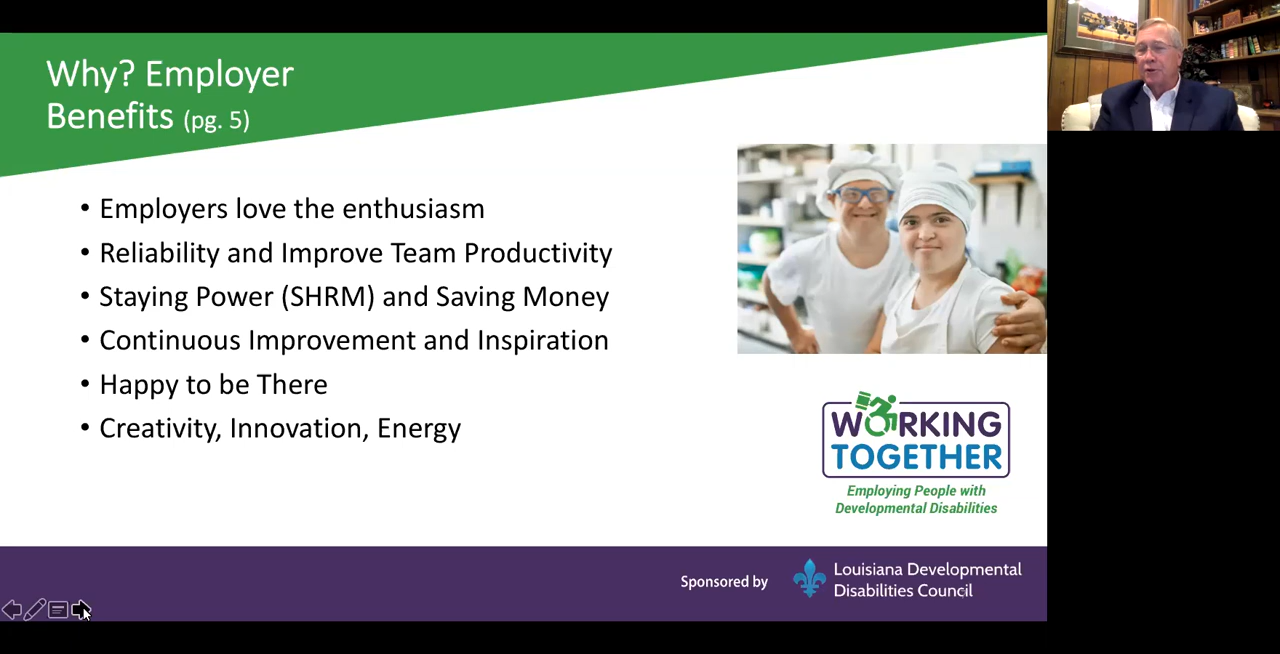 Why? Employer
Benefits (pg. 5)
• Employers love the enthusiasm
• Reliability and Improve Team Productivity
• Staying Power (SHRM) and Saving Money
• Continuous Improvement and Inspiration
• Happy to be There
• Creativity, Innovation, Energy
WORKING
TOGETHER
Employing People with
Developmental Disabilities
Sponsored by
Louisiana Developmental
Disabilities Council